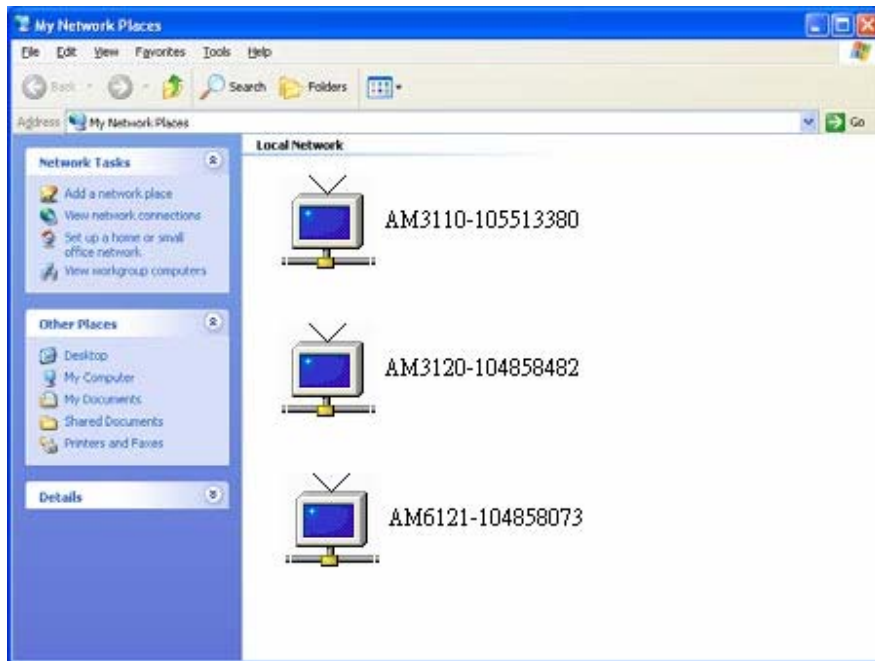 My Network Places
File Edit View Favorites Tools Help
Back Search Folders
Address My Network Places Go
Network Tasks
Add a network place
View network connections
Set up a home or small
office network
View workgroup computers
Other Places
Desktop
My Computer
My Documents
Shared Documents
Printers and Faxes
Details
Local Network
AM3110-105513380
AM3120-104858482
AM6121-104858073